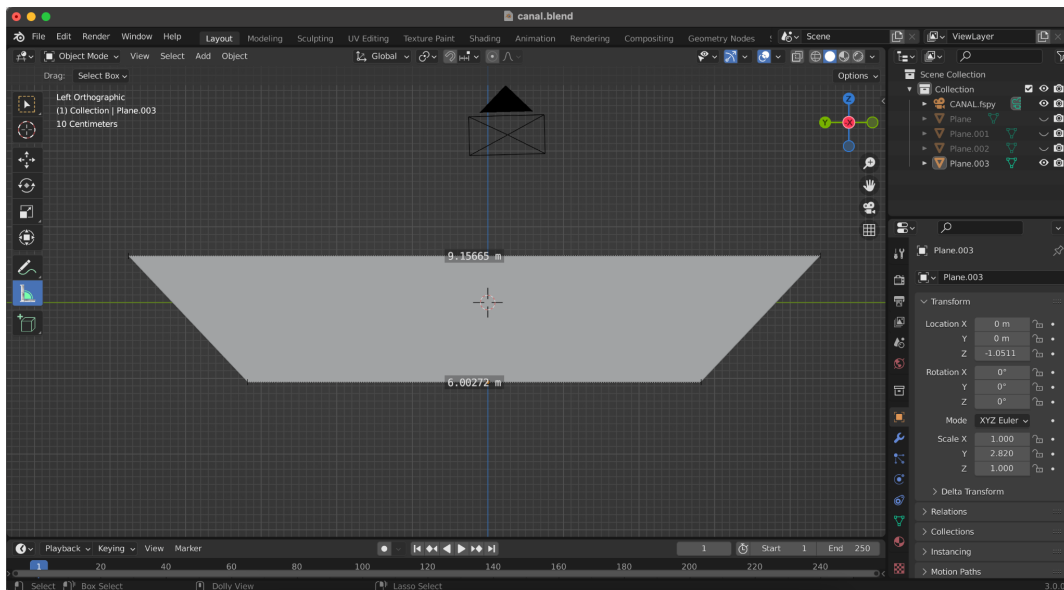 canal.blend
File Edit Render Window Help Layout Modeling Sculpting UV Editing Texture Paint Shading Animation Rendering Compositing Geometry Nodes Scene ViewLayer
Object Mode View Select Add Object Global
Drag: Select Box Options
Left Orthographic
(1) Collection | Plane.003
10 Centimeters
Z
Y
X
9.15665 m
6.00272 m
Scene Collection
Collection
CANAL.fspy
Plane
Plane.001
Plane.002
Plane.003
Plane.003
Plane.003
Transform
Location X 0 m
Y 0 m
Z -1.0511
Rotation X 0°
Y 0°
Z 0°
Mode XYZ Euler
Scale X 1.000
Y 2.820
Z 1.000
Delta Transform
Relations
Collections
Instancing
Motion Paths
Playback Keying View Marker 1 Start 1 End 250
1 20 40 60 80 100 120 140 160 180 200 220 240
Select Box Select Dolly View Lasso Select 3.0.0